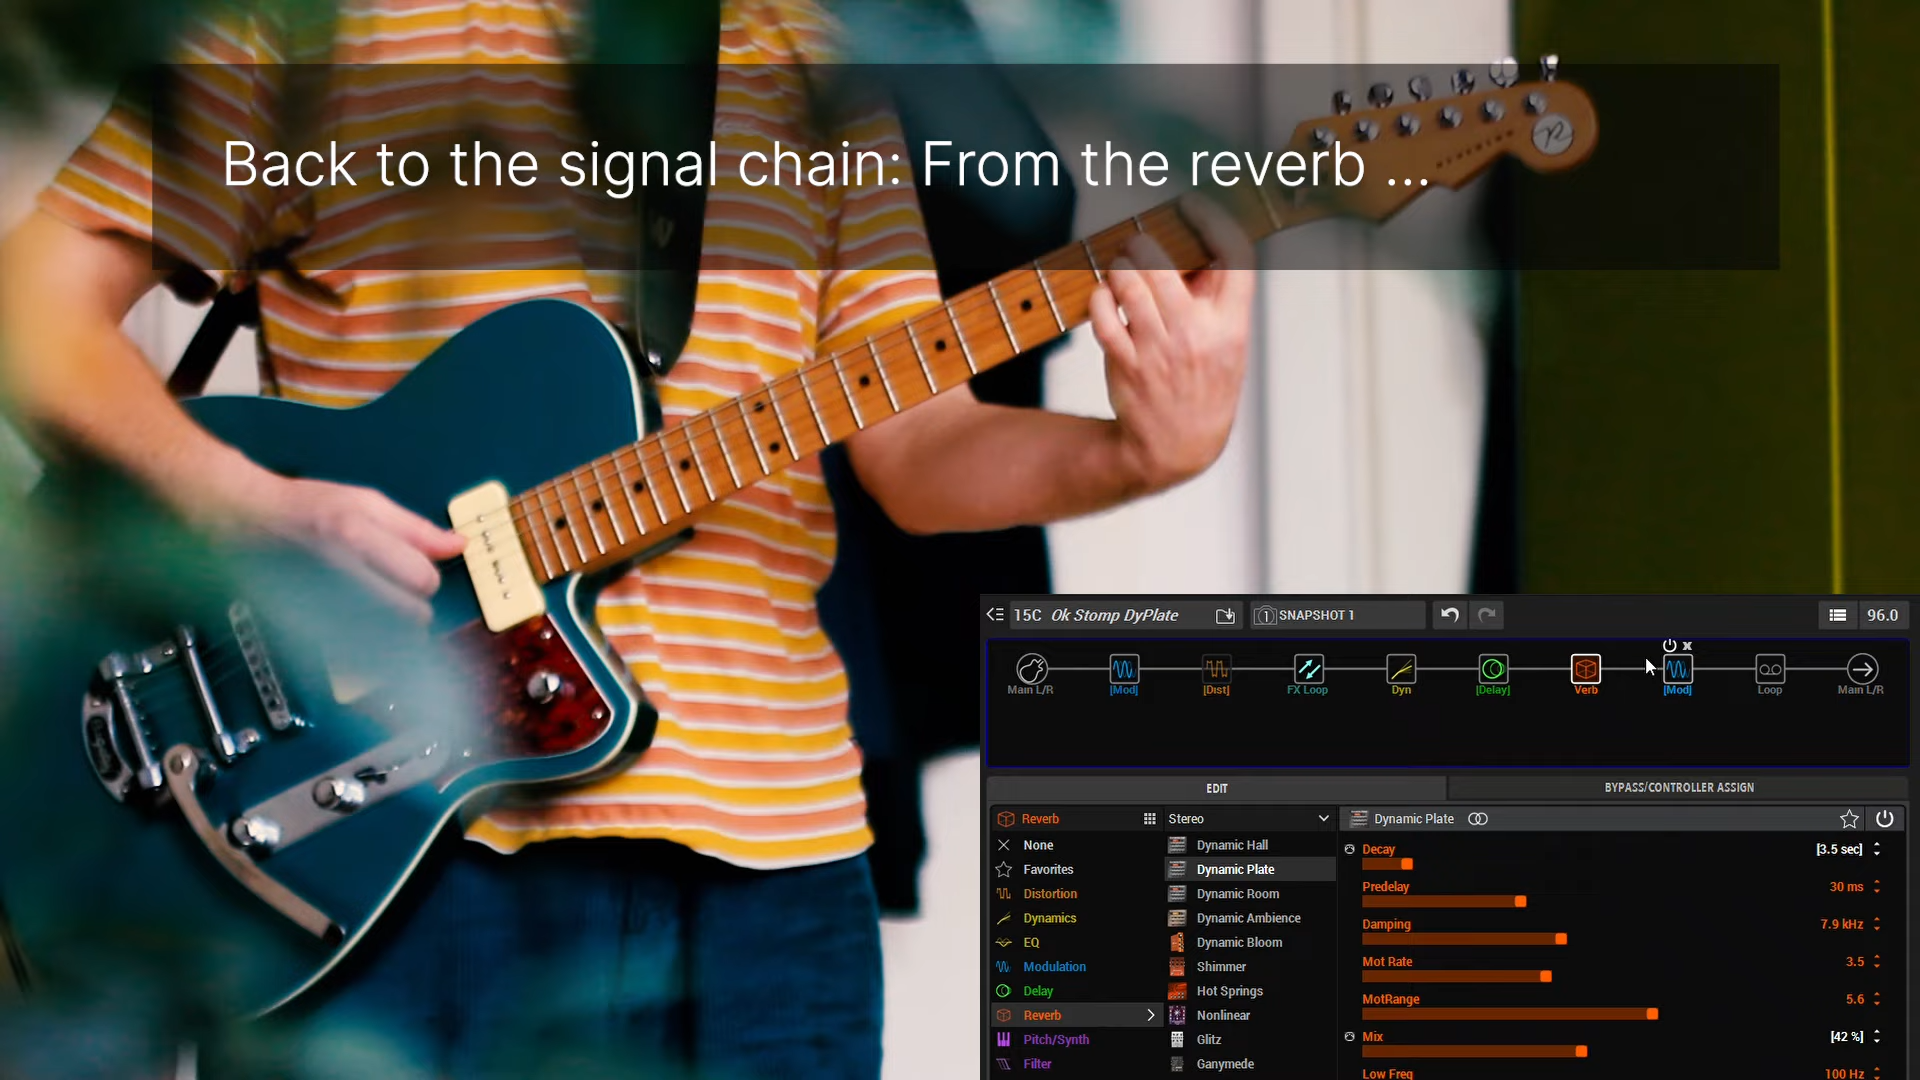 Back to the signal chain: From the reverb ...
15C Ok Stomp DyPlate 1 SNAPSHOT 1 96.0
Main L/R [Mod] [Dist] FX Loop Dyn [Delay] Verb [Mod] Loop Main L/R
EDIT BYPASS/CONTROLLER ASSIGN
Reverb Stereo Dynamic Plate
None
Favorites
Distortion
Dynamics
EQ
Modulation
Delay
Reverb
Pitch/Synth
Filter
Dynamic Hall
Dynamic Plate
Dynamic Room
Dynamic Ambience
Dynamic Bloom
Shimmer
Hot Springs
Nonlinear
Glitz
Ganymede
Decay [3.5 sec]
Predelay 30 ms
Damping 7.9 kHz
Mot Rate 3.5
MotRange 5.6
Mix [42 %]
Low Freq 100 Hz